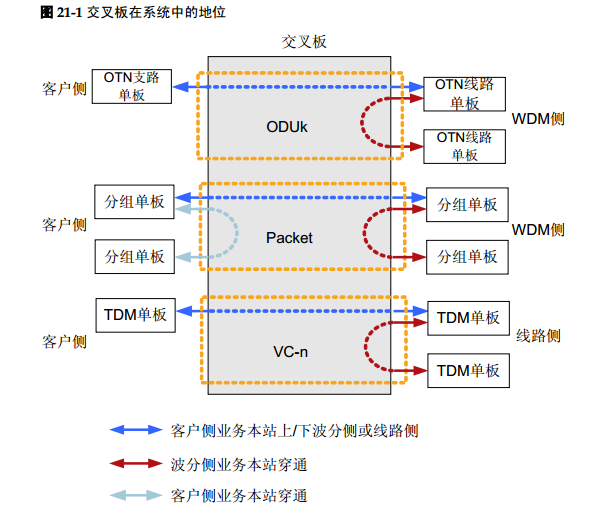 图 21-1 交叉板在系统中的地位
交叉板
客户侧
OTN支路
单板
OTN线路
单板
WDM侧
ODUk
OTN线路
单板
分组单板
分组单板
客户侧
Packet
WDM侧
分组单板
分组单板
TDM单板
TDM单板
客户侧
线路侧
VC-n
TDM单板
客户侧业务本站上/下波分侧或线路侧
波分侧业务本站穿通
客户侧业务本站穿通